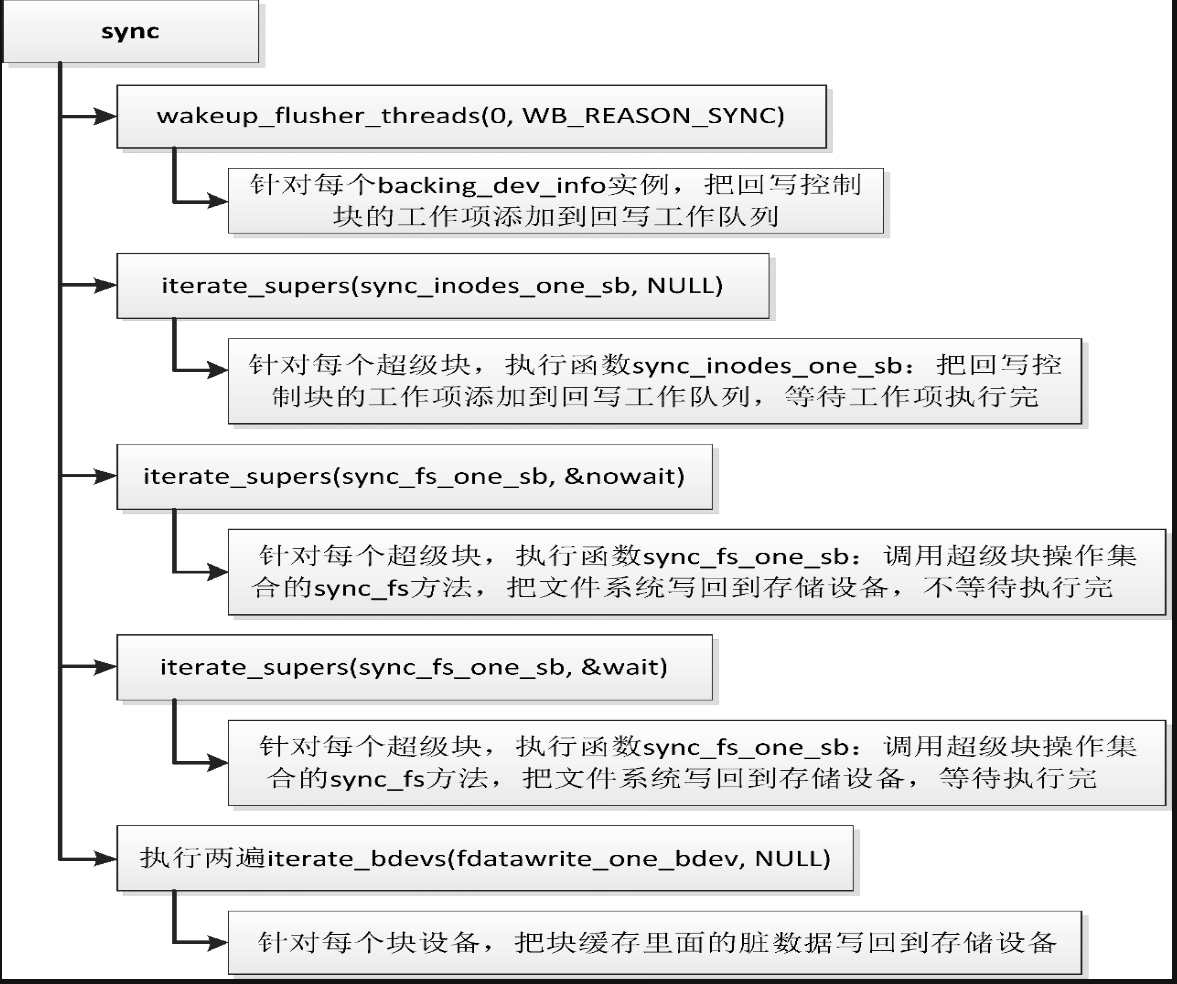 sync
wakeup_flusher_threads(0, WB_REASON_SYNC)
针对每个backing_dev_info实例，把回写控制
块的工作项添加到回写工作队列
iterate_supers(sync_inodes_one_sb, NULL)
针对每个超级块，执行函数sync_inodes_one_sb：把回写控
制块的工作项添加到回写工作队列，等待工作项执行完
iterate_supers(sync_fs_one_sb, &nowait)
针对每个超级块，执行函数sync_fs_one_sb：调用超级块操作集
合的sync_fs方法，把文件系统写回到存储设备，不等待执行完
iterate_supers(sync_fs_one_sb, &wait)
针对每个超级块，执行函数sync_fs_one_sb：调用超级块操作集
合的sync_fs方法，把文件系统写回到存储设备，等待执行完
执行两遍iterate_bdevs(fdatawrite_one_bdev, NULL)
针对每个块设备，把块缓存里面的脏数据写回到存储设备